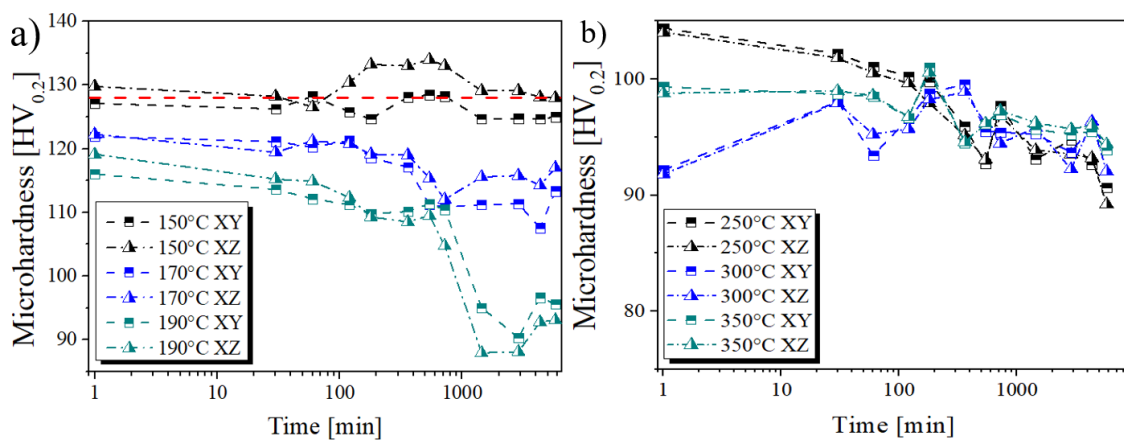 a)
Microhardness [HV0.2]
140
130
120
110
100
90
150°C XY
150°C XZ
170°C XY
170°C XZ
190°C XY
190°C XZ
1
10
100
1000
Time [min]
b)
Microhardness [HV0.2]
100
90
80
250°C XY
250°C XZ
300°C XY
300°C XZ
350°C XY
350°C XZ
1
10
100
1000
Time [min]